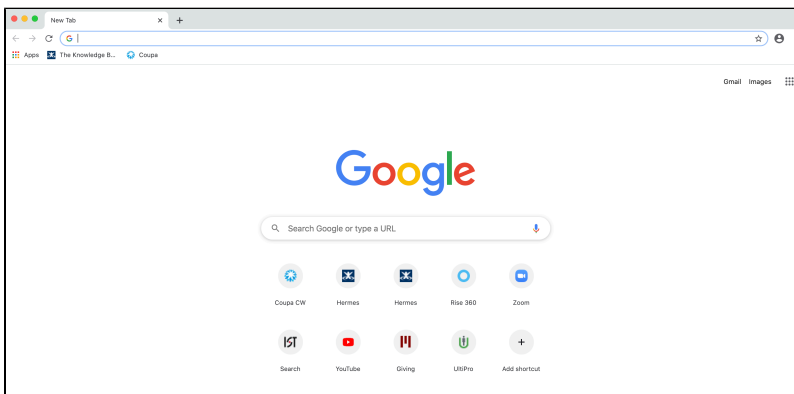 New Tab
Apps The Knowledge B... Coupa
Gmail Images
Google
Search Google or type a URL
Coupa CW Hermes Hermes Rise 360 Zoom
IST
Search YouTube Giving UltiPro Add shortcut